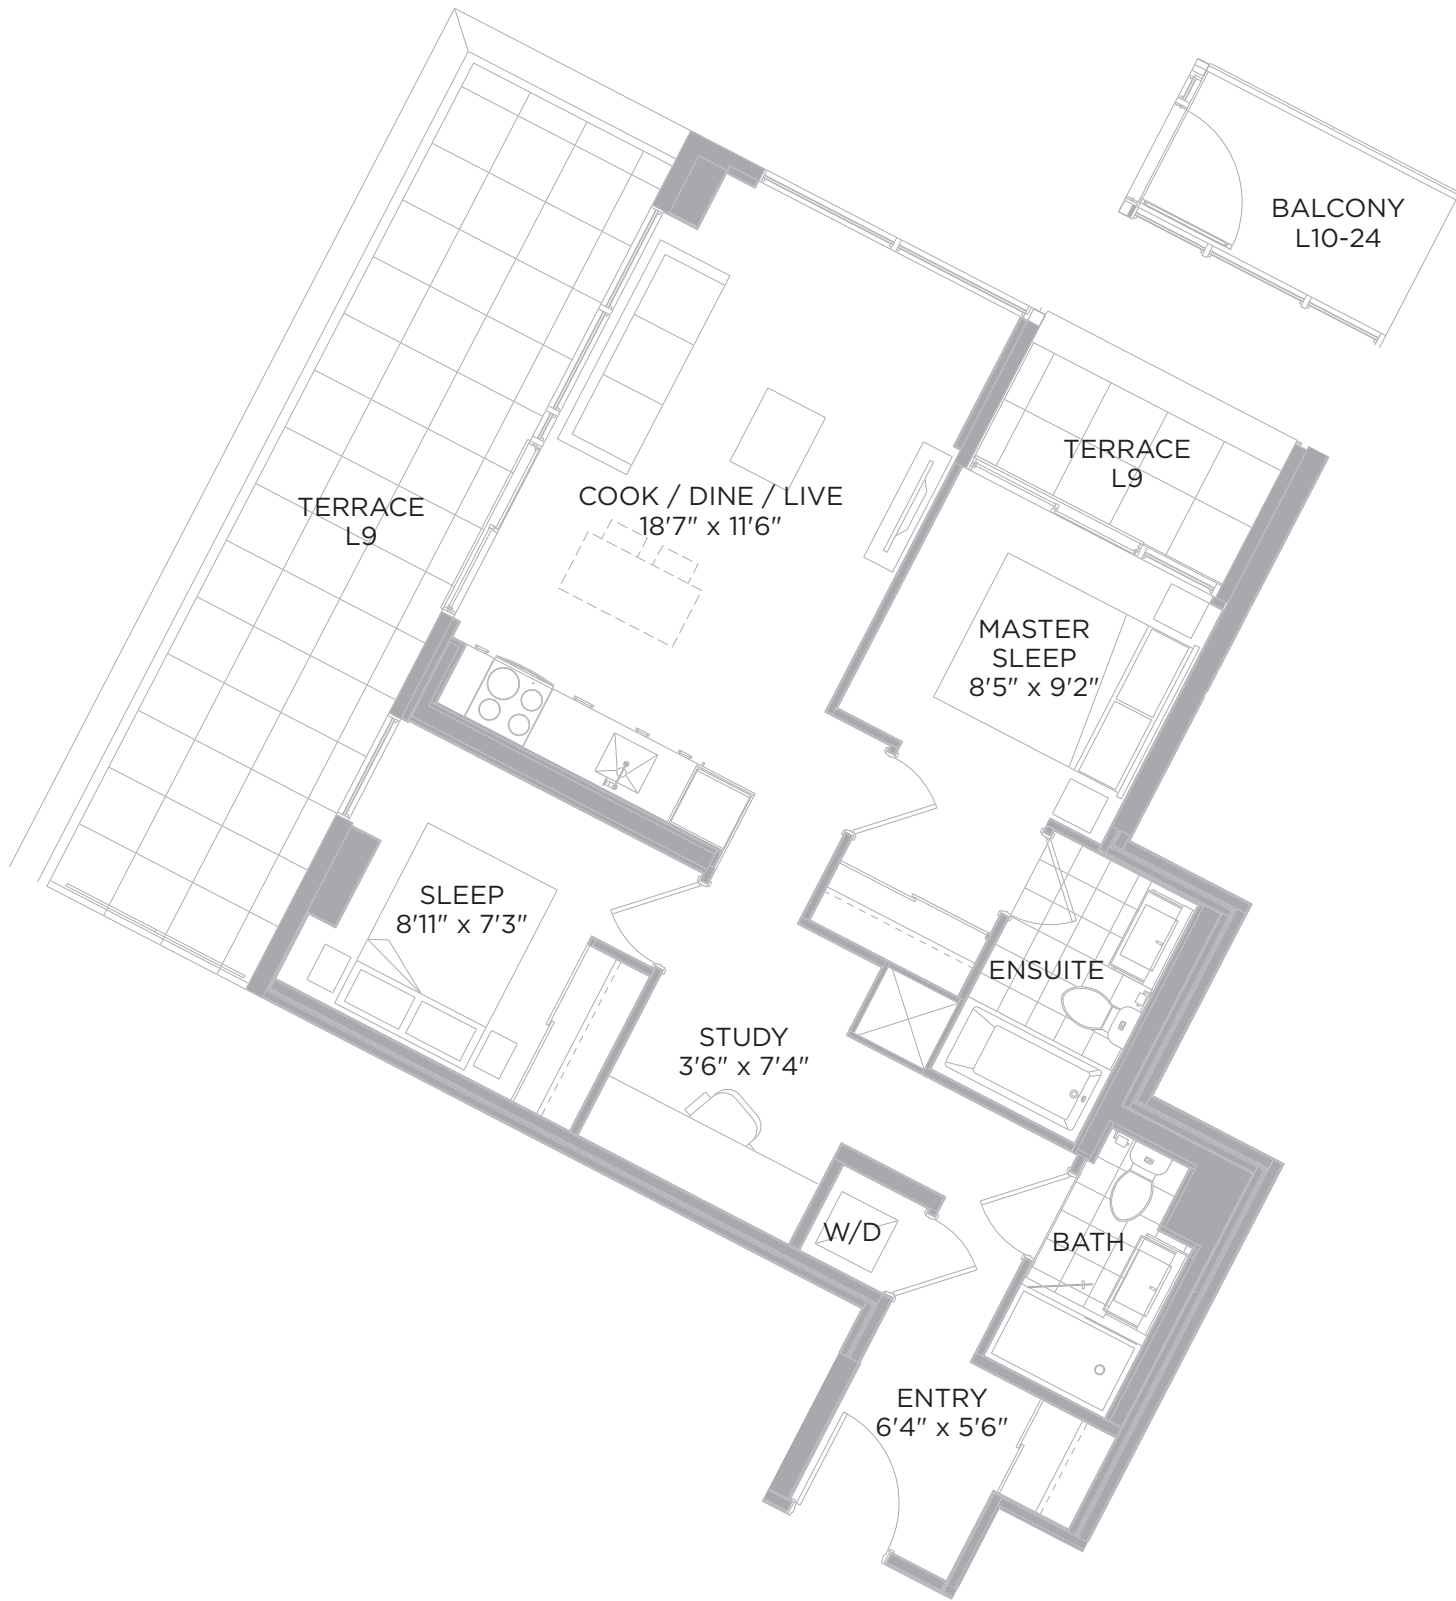 BALCONY
L10-24
TERRACE
L9
TERRACE
L9
COOK / DINE / LIVE
18'7" x 11'6"
MASTER
SLEEP
8'5" x 9'2"
SLEEP
8'11" x 7'3"
ENSUITE
STUDY
3'6" x 7'4"
W/D
BATH
ENTRY
6'4" x 5'6"